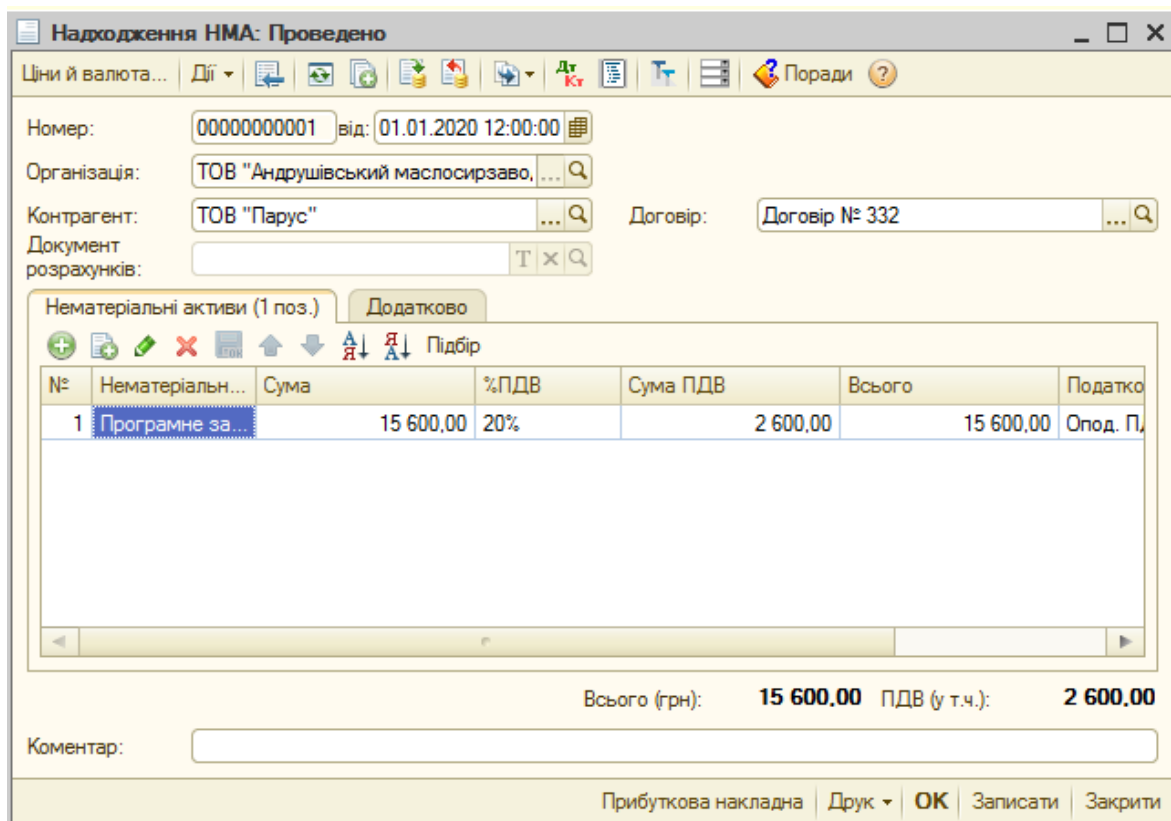 Надходження НМА: Проведено
Ціни й валюта... Дії Дт Кт Поради
Номер: 00000000001 від: 01.01.2020 12:00:00
Організація: ТОВ "Андрушівський маслосирзаво, ...
Контрагент: ТОВ "Парус" ... Договір: Договір № 332 ...
Документ
розрахунків: T
Нематеріальні активи (1 поз.) Додатково
Підбір
№ Нематеріальн... Сума %ПДВ Сума ПДВ Всього Податко
1 Програмне за... 15 600,00 20% 2 600,00 15 600,00 Опод. П
Всього (грн): 15 600,00 ПДВ (у т.ч.): 2 600,00
Коментар:
Прибуткова накладна Друк OK Записати Закрити